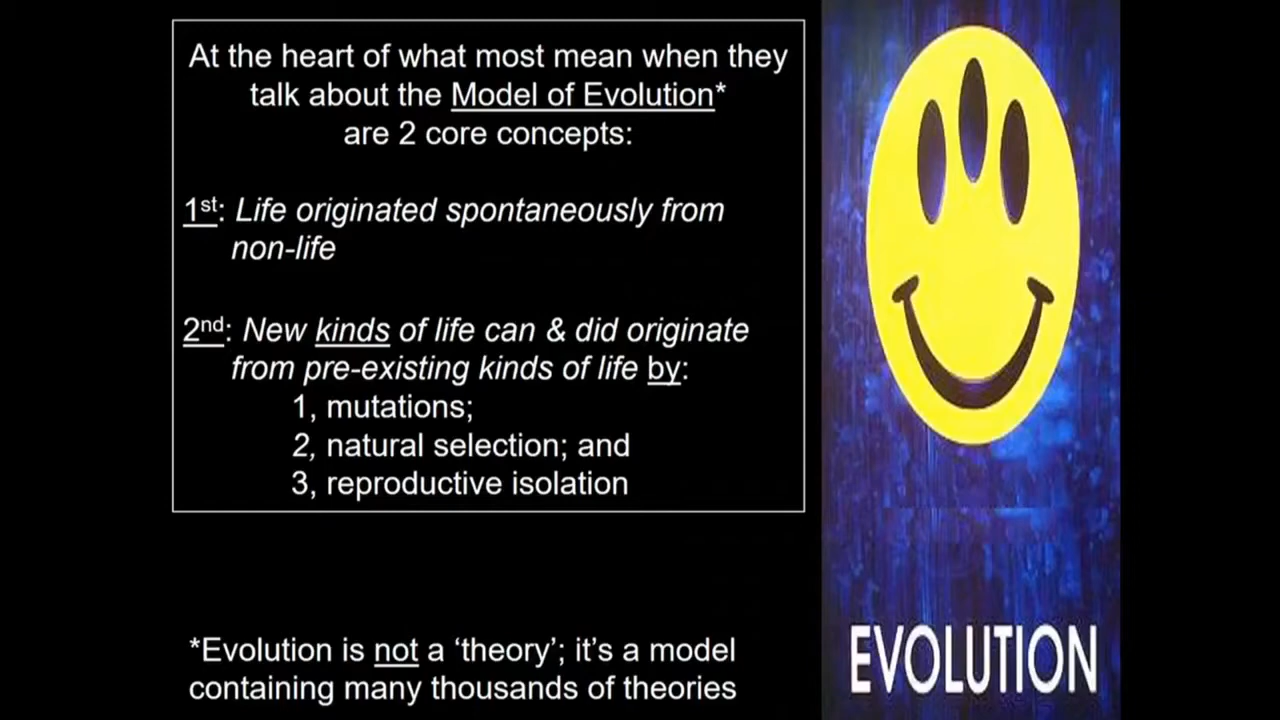 At the heart of what most mean when they
talk about the Model of Evolution*
are 2 core concepts:
1st: Life originated spontaneously from
non-life
2nd: New kinds of life can & did originate
from pre-existing kinds of life by:
1, mutations;
2, natural selection; and
3, reproductive isolation
*Evolution is not a ‘theory’; it’s a model
containing many thousands of theories
EVOLUTION